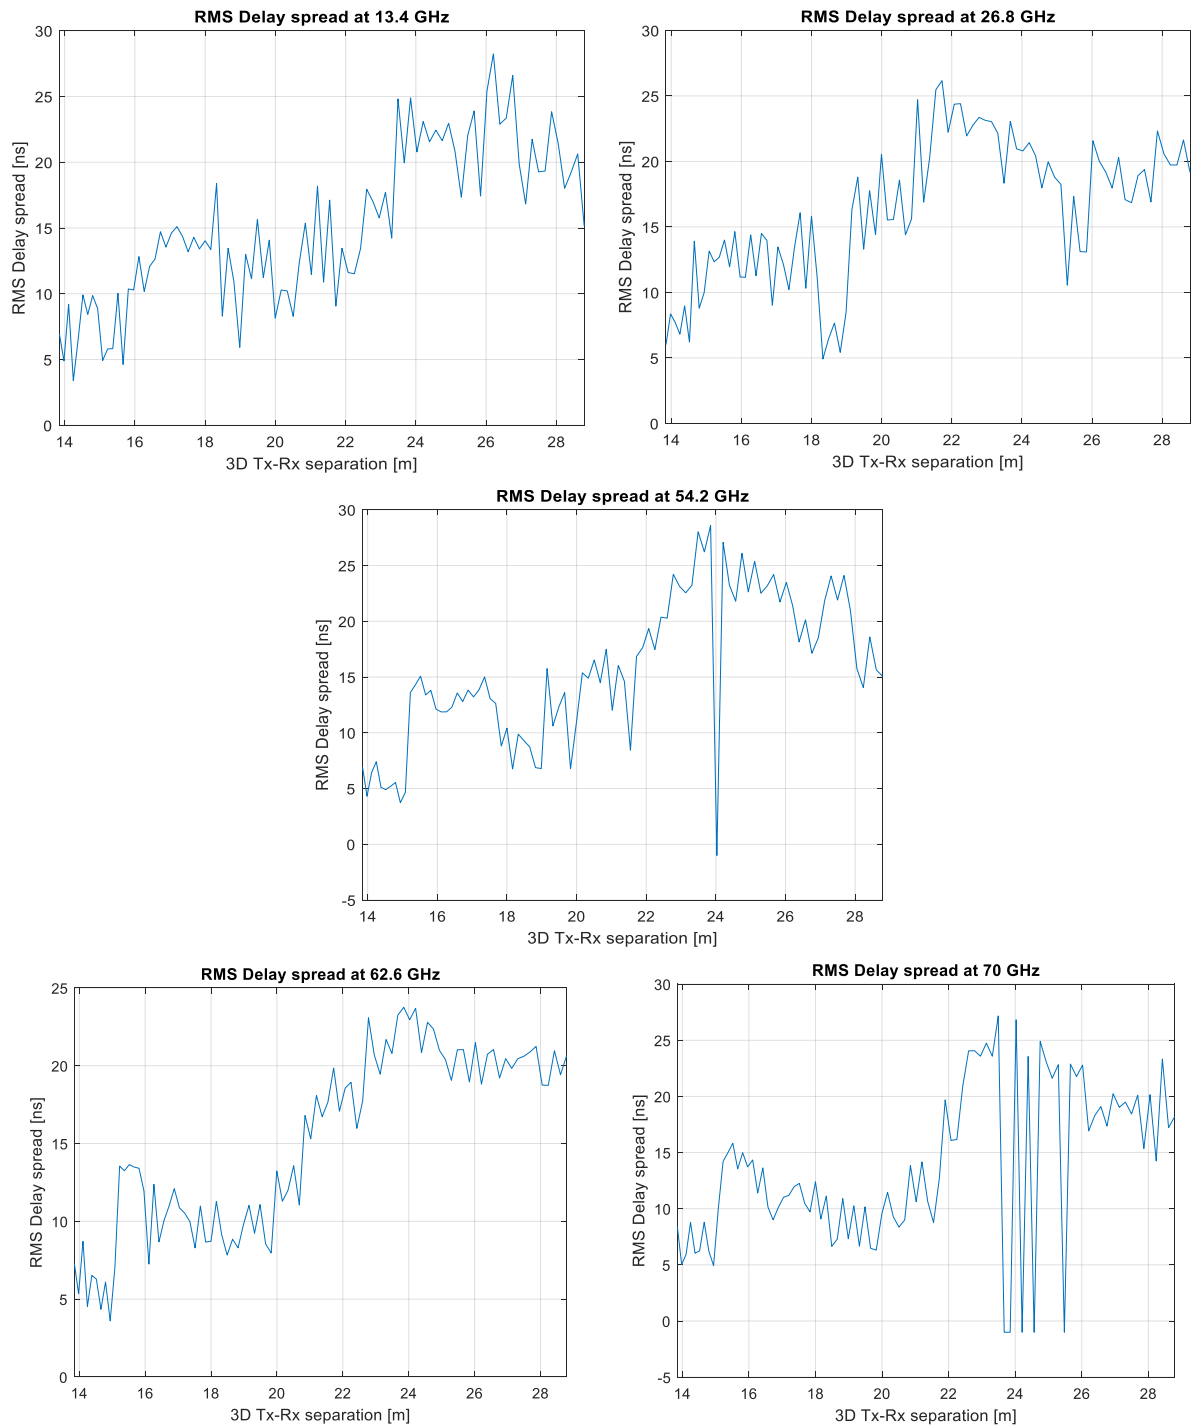 RMS Delay spread at 13.4 GHz
30
25
20
15
10
5
0
RMS Delay spread [ns]
14 16 18 20 22 24 26 28
3D Tx-Rx separation [m]
RMS Delay spread at 26.8 GHz
30
25
20
15
10
5
0
RMS Delay spread [ns]
14 16 18 20 22 24 26 28
3D Tx-Rx separation [m]
RMS Delay spread at 54.2 GHz
30
25
20
15
10
5
0
-5
RMS Delay spread [ns]
14 16 18 20 22 24 26 28
3D Tx-Rx separation [m]
RMS Delay spread at 62.6 GHz
25
20
15
10
5
0
RMS Delay spread [ns]
14 16 18 20 22 24 26 28
3D Tx-Rx separation [m]
RMS Delay spread at 70 GHz
30
25
20
15
10
5
0
-5
RMS Delay spread [ns]
14 16 18 20 22 24 26 28
3D Tx-Rx separation [m]